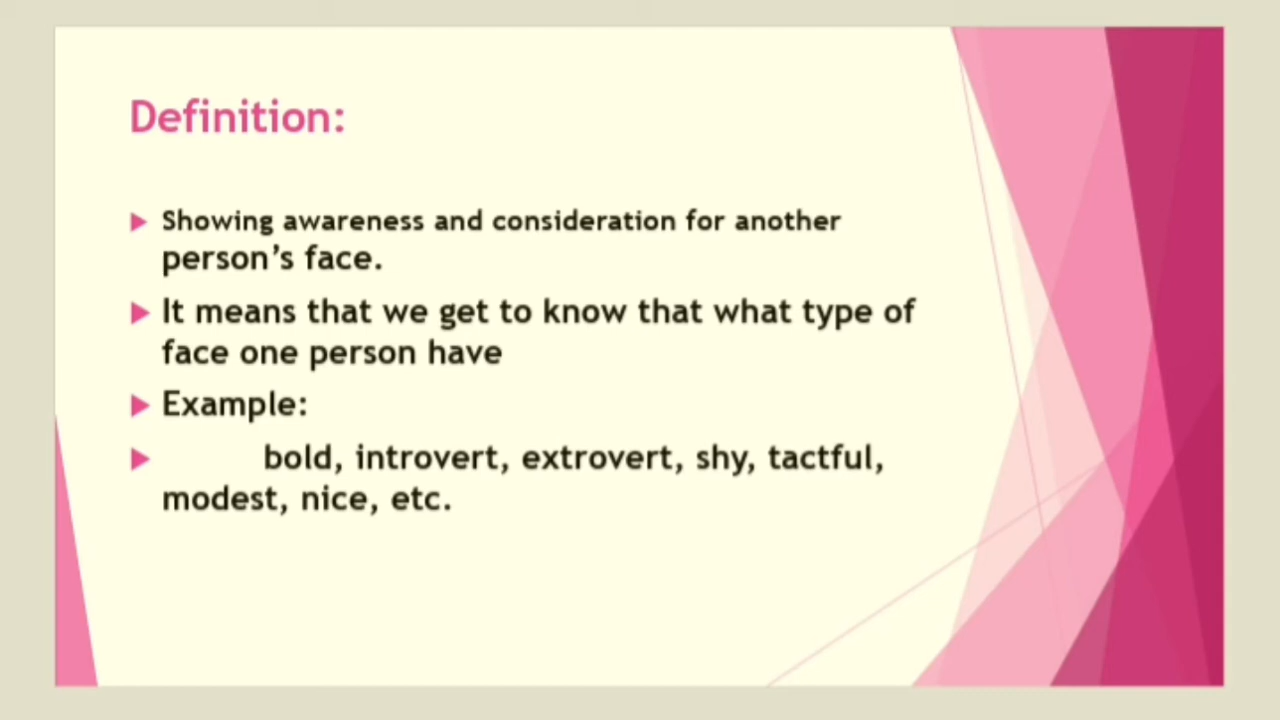 Definition:
Showing awareness and consideration for another
person’s face.
It means that we get to know that what type of
face one person have
Example:
bold, introvert, extrovert, shy, tactful,
modest, nice, etc.